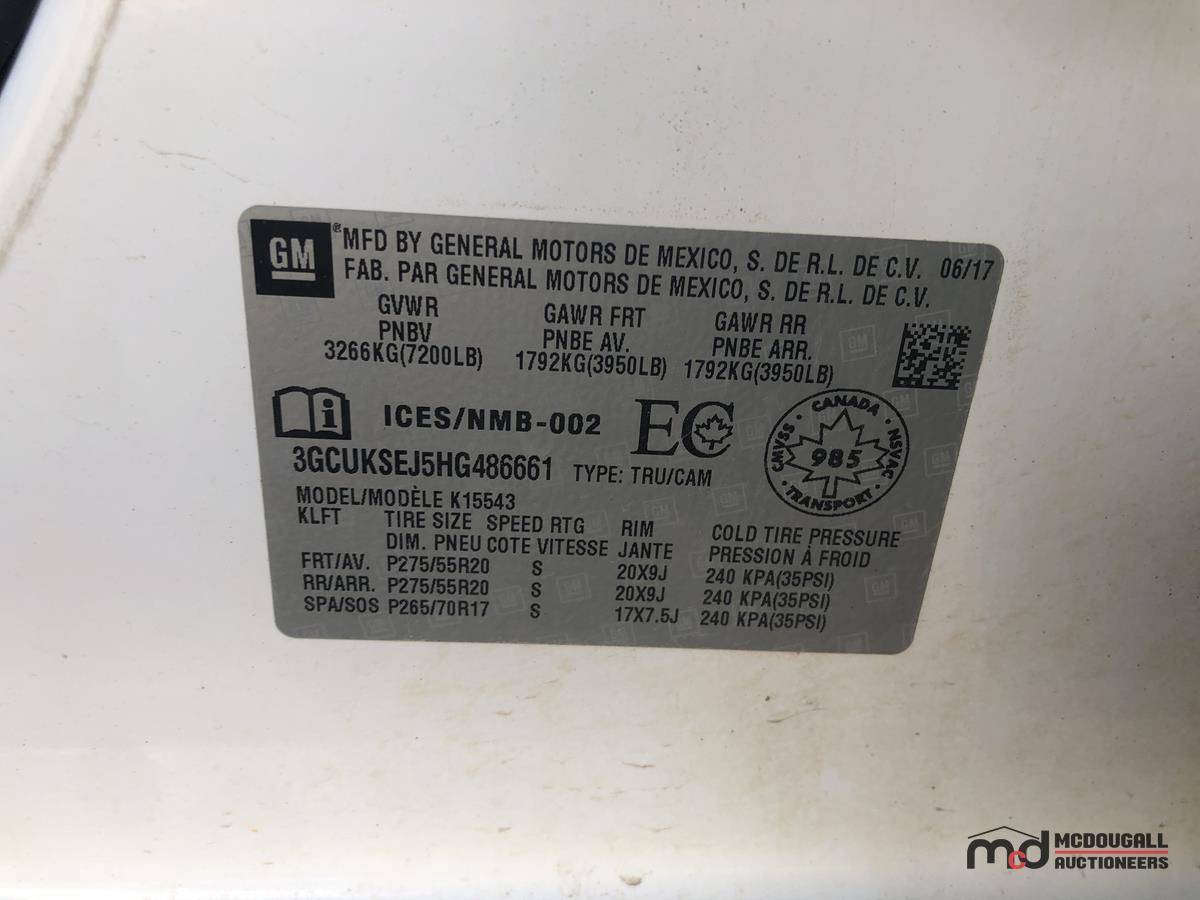 GM
® MFD BY GENERAL MOTORS DE MEXICO, S. DE R.L. DE C.V. 06/17
FAB. PAR GENERAL MOTORS DE MEXICO, S. DE R.L. DE C.V.
GVWR GAWR FRT GAWR RR
PNBV PNBE AV. PNBE ARR.
3266KG(7200LB) 1792KG(3950LB) 1792KG(3950LB)
i ICES/NMB-002 EC
CANADA
CMVSS 985 NSVAC
· TRANSPORT ·
3GCUKSEJ5HG486661 TYPE: TRU/CAM
MODEL/MODÈLE K15543
KLFT TIRE SIZE SPEED RTG RIM COLD TIRE PRESSURE
DIM. PNEU COTE VITESSE JANTE PRESSION À FROID
FRT/AV. P275/55R20 S 20X9J 240 KPA(35PSI)
RR/ARR. P275/55R20 S 20X9J 240 KPA(35PSI)
SPA/SOS P265/70R17 S 17X7.5J 240 KPA(35PSI)
mcd MCDOUGALL
AUCTIONEERS